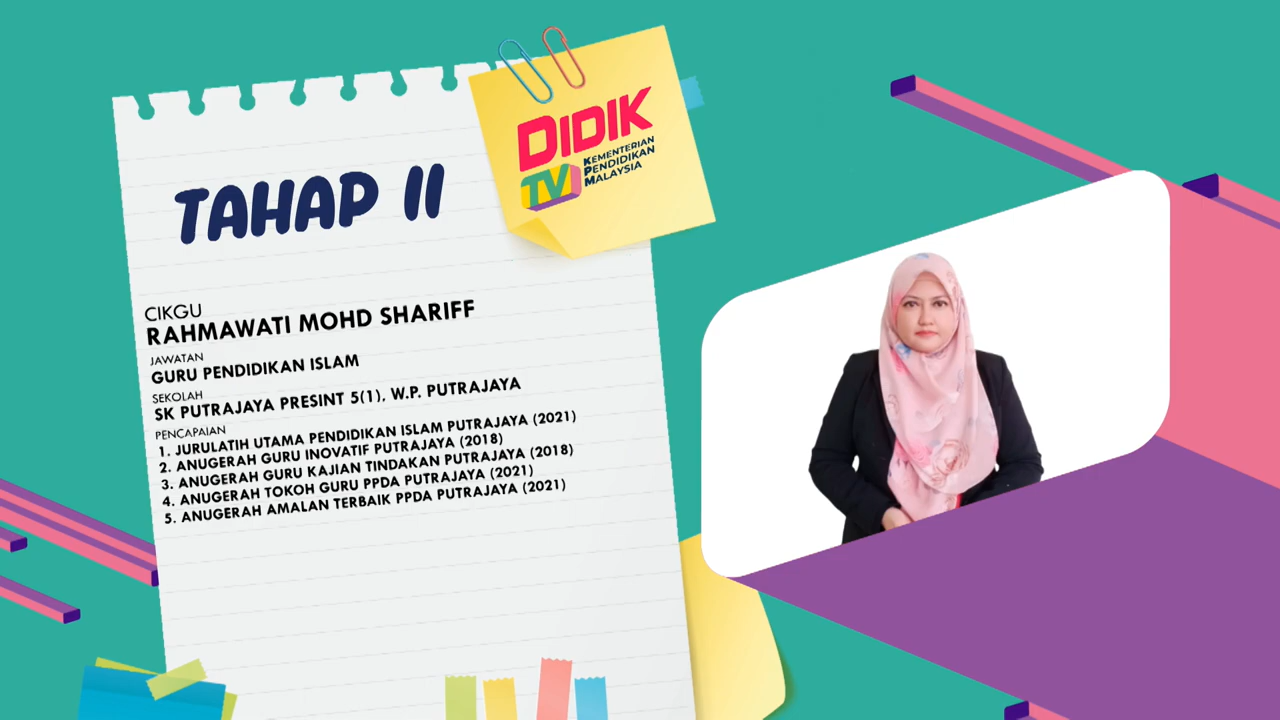 DIDIK
TV
KEMENTERIAN
PENDIDIKAN
MALAYSIA
TAHAP II
CIKGU
RAHMAWATI MOHD SHARIFF
JAWATAN
GURU PENDIDIKAN ISLAM
SEKOLAH
SK PUTRAJAYA PRESINT 5(1), W.P. PUTRAJAYA
PENCAPAIAN
1. JURULATIH UTAMA PENDIDIKAN ISLAM PUTRAJAYA (2021)
2. ANUGERAH GURU INOVATIF PUTRAJAYA (2018)
3. ANUGERAH GURU KAJIAN TINDAKAN PUTRAJAYA (2018)
4. ANUGERAH TOKOH GURU PPDA PUTRAJAYA (2021)
5. ANUGERAH AMALAN TERBAIK PPDA PUTRAJAYA (2021)